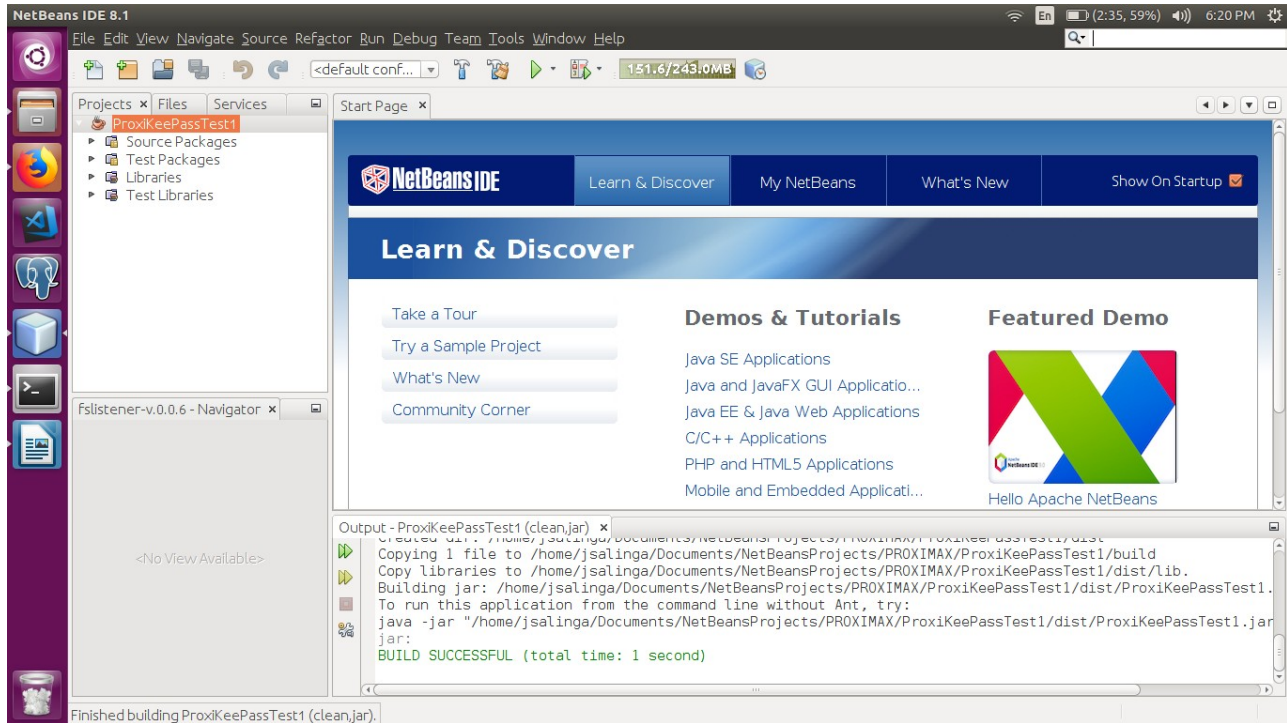 NetBeans IDE 8.1
En (2:35, 59%) 6:20 PM
File Edit View Navigate Source Refactor Run Debug Team Tools Window Help
<default conf... 151.6/243.0MB
Projects Files Services
ProxiKeePassTest1
Source Packages
Test Packages
Libraries
Test Libraries
fslistener-v.0.0.6 - Navigator
<No View Available>
Start Page
NetBeans IDE Learn & Discover My NetBeans What's New Show On Startup
Learn & Discover
Take a Tour
Try a Sample Project
What's New
Community Corner
Demos & Tutorials
Java SE Applications
Java and JavaFX GUI Applicatio...
Java EE & Java Web Applications
C/C++ Applications
PHP and HTML5 Applications
Mobile and Embedded Applicati...
Featured Demo
Hello Apache NetBeans
Output - ProxiKeePassTest1 (clean,jar)
Created dir: /home/jsalinga/Documents/NetBeansProjects/PROXIMAX/ProxiKeePassTest1/dist
Copying 1 file to /home/jsalinga/Documents/NetBeansProjects/PROXIMAX/ProxiKeePassTest1/build
Copy libraries to /home/jsalinga/Documents/NetBeansProjects/PROXIMAX/ProxiKeePassTest1/dist/lib.
Building jar: /home/jsalinga/Documents/NetBeansProjects/PROXIMAX/ProxiKeePassTest1/dist/ProxiKeePassTest1.
To run this application from the command line without Ant, try:
java -jar "/home/jsalinga/Documents/NetBeansProjects/PROXIMAX/ProxiKeePassTest1/dist/ProxiKeePassTest1.jar
jar:
BUILD SUCCESSFUL (total time: 1 second)
Finished building ProxiKeePassTest1 (clean,jar).